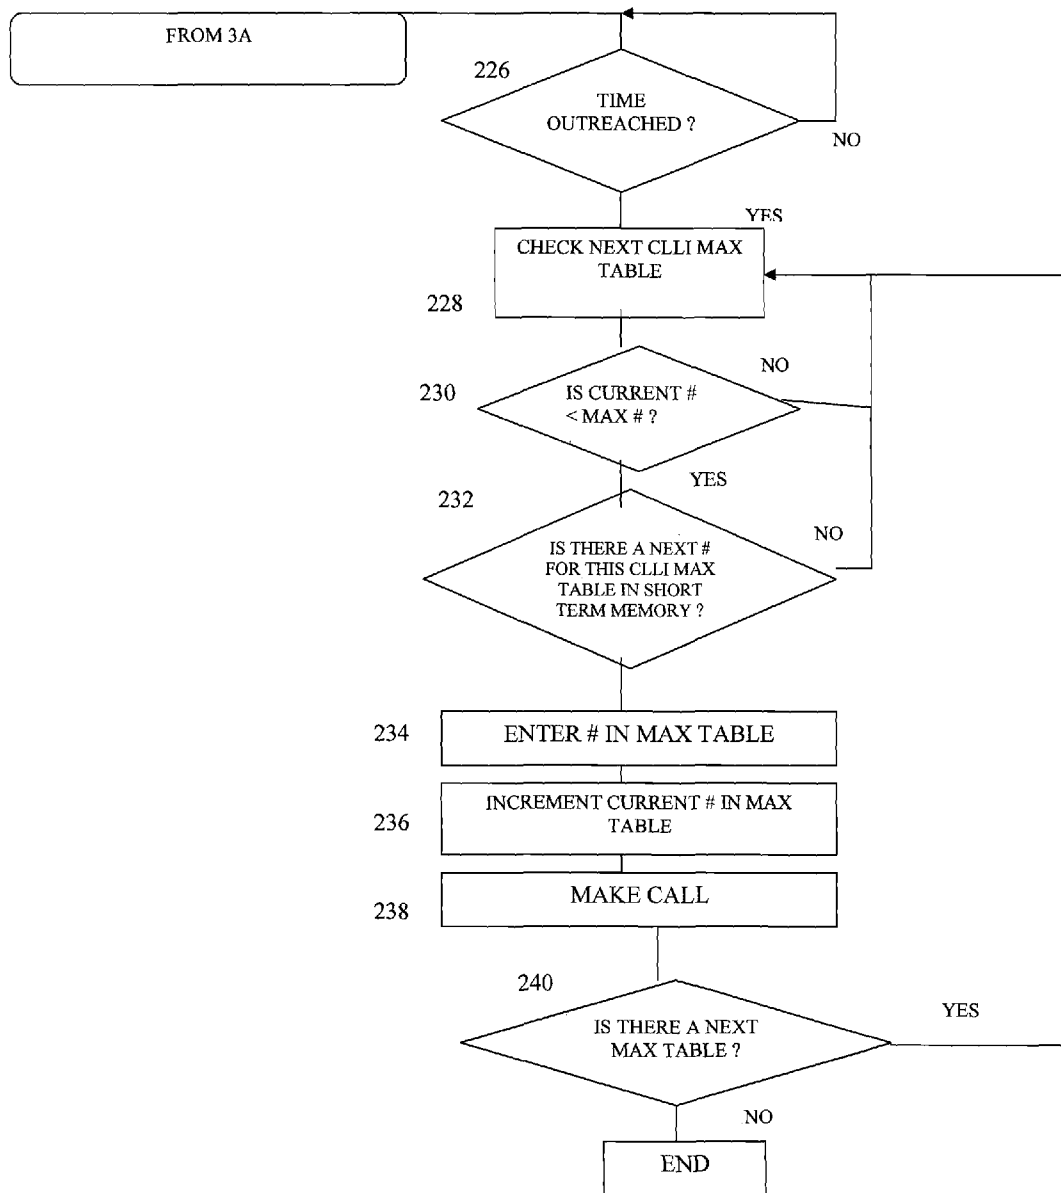 FROM 3A
226
TIME
OUTREACHED ?
NO
YES
CHECK NEXT CLLI MAX
TABLE
228
230
IS CURRENT #
< MAX # ?
NO
YES
232
IS THERE A NEXT #
FOR THIS CLLI MAX
TABLE IN SHORT
TERM MEMORY ?
NO
234
ENTER # IN MAX TABLE
236
INCREMENT CURRENT # IN MAX
TABLE
238
MAKE CALL
240
IS THERE A NEXT
MAX TABLE ?
YES
NO
END